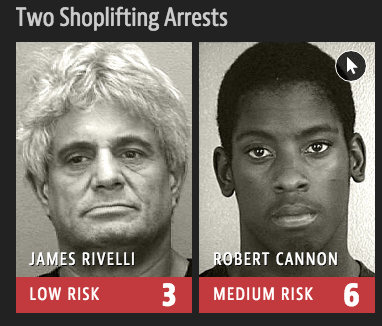 Two Shoplifting Arrests
JAMES RIVELLI
LOW RISK 3
ROBERT CANNON
MEDIUM RISK 6